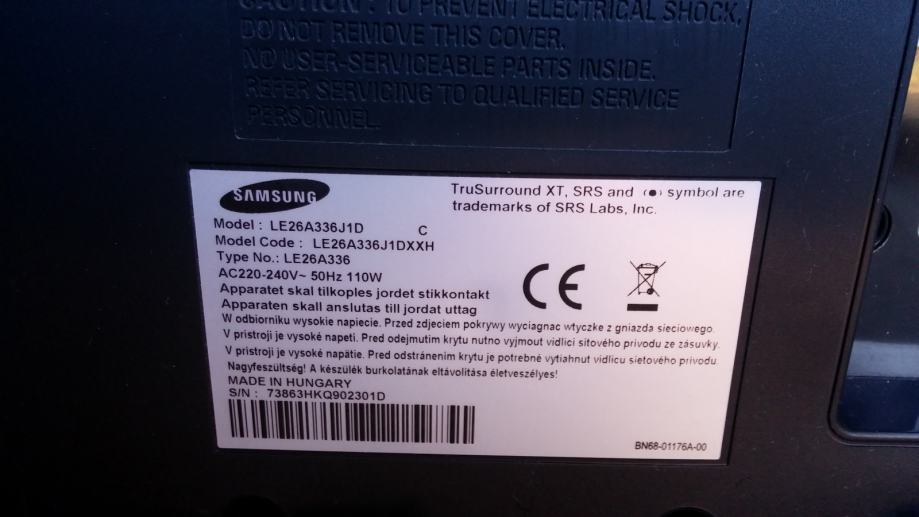 CAUTION : TO PREVENT ELECTRICAL SHOCK,
DO NOT REMOVE THIS COVER.
NO USER-SERVICEABLE PARTS INSIDE.
REFER SERVICING TO QUALIFIED SERVICE
PERSONNEL.
SAMSUNG
TruSurround XT, SRS and (●) symbol are
trademarks of SRS Labs, Inc.
Model : LE26A336J1D C
Model Code : LE26A336J1DXXH
Type No.: LE26A336
AC220-240V~ 50Hz 110W
Apparatet skal tilkoples jordet stikkontakt
Apparaten skall anslutas till jordat uttag
W odbiorniku wysokie napiecie. Przed zdjeciem pokrywy wyciagnac wtyczke z gniazda sieciowego.
V pristroji je vysoké napeti. Pred odejmutim krytu nutno vyjmout vidlici sitového privodu ze zásuvky.
V pristroji je vysoké napätie. Pred odstránenim krytu je potrebné vytiahnut vidlicu sietového privodu.
Nagyfeszültség! A készülék burkolatának eltávolitása életveszélyes!
MADE IN HUNGARY
S/N : 73863HKQ902301D
BN68-01176A-00